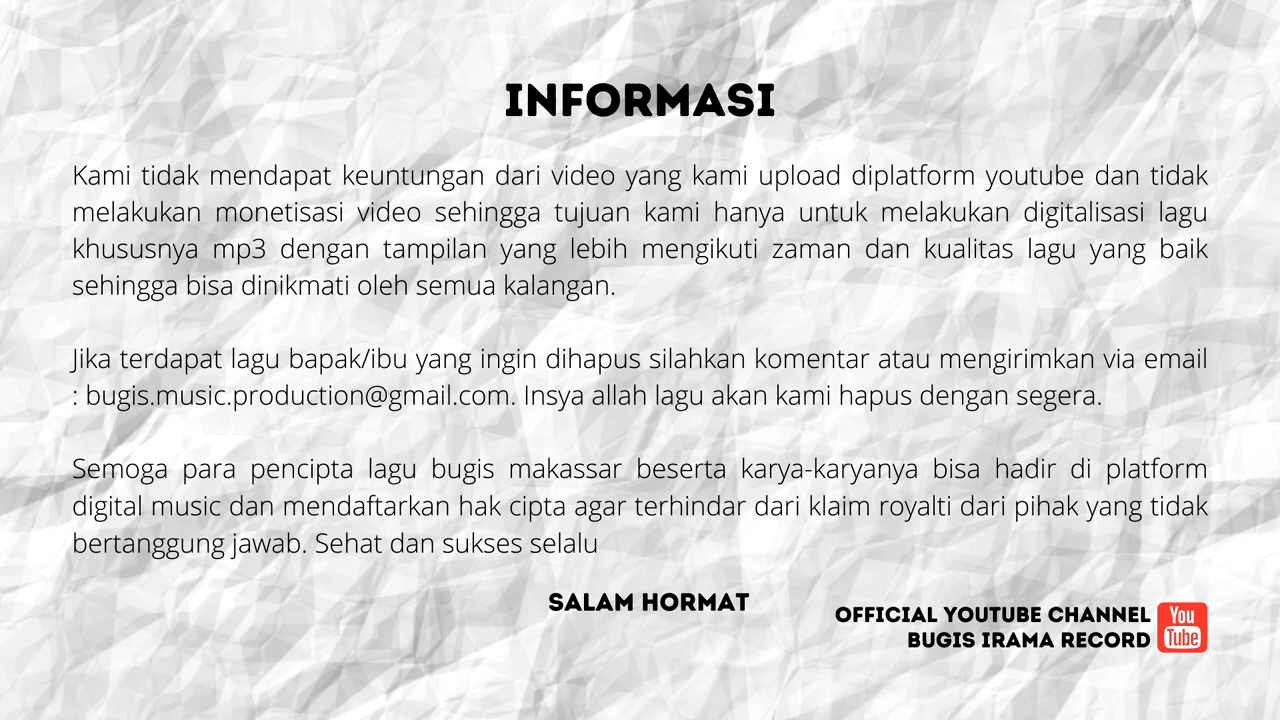 INFORMASI
Kami tidak mendapat keuntungan dari video yang kami upload diplatform youtube dan tidak
melakukan monetisasi video sehingga tujuan kami hanya untuk melakukan digitalisasi lagu
khususnya mp3 dengan tampilan yang lebih mengikuti zaman dan kualitas lagu yang baik
sehingga bisa dinikmati oleh semua kalangan.
Jika terdapat lagu bapak/ibu yang ingin dihapus silahkan komentar atau mengirimkan via email
: bugis.music.production@gmail.com. Insya allah lagu akan kami hapus dengan segera.
Semoga para pencipta lagu bugis makassar beserta karya-karyanya bisa hadir di platform
digital music dan mendaftarkan hak cipta agar terhindar dari klaim royalti dari pihak yang tidak
bertanggung jawab. Sehat dan sukses selalu
SALAM HORMAT
OFFICIAL YOUTUBE CHANNEL
BUGIS IRAMA RECORD
You
Tube